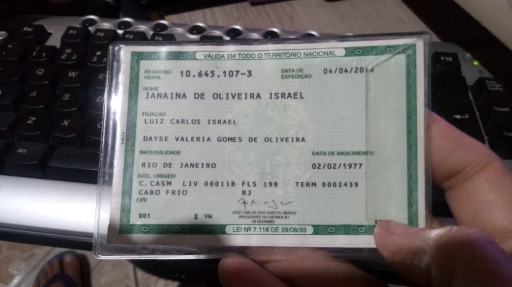 VÁLIDA EM TODO O TERRITÓRIO NACIONAL
REGISTRO GERAL 10.645.107-3 DATA DE EXPEDIÇÃO 04/04/2016
NOME
JANAINA DE OLIVEIRA ISRAEL
FILIAÇÃO
LUIZ CARLOS ISRAEL
DAYSE VALERIA GOMES DE OLIVEIRA
NATURALIDADE DATA DE NASCIMENTO
RIO DE JANEIRO 02/02/1977
DOC. ORIGEM
C.CASM LIV 00011B FLS 198 TERM 0002439
CABO FRIO RJ
CPF
001 2 Via
LEI Nº 7.116 DE 29/08/83